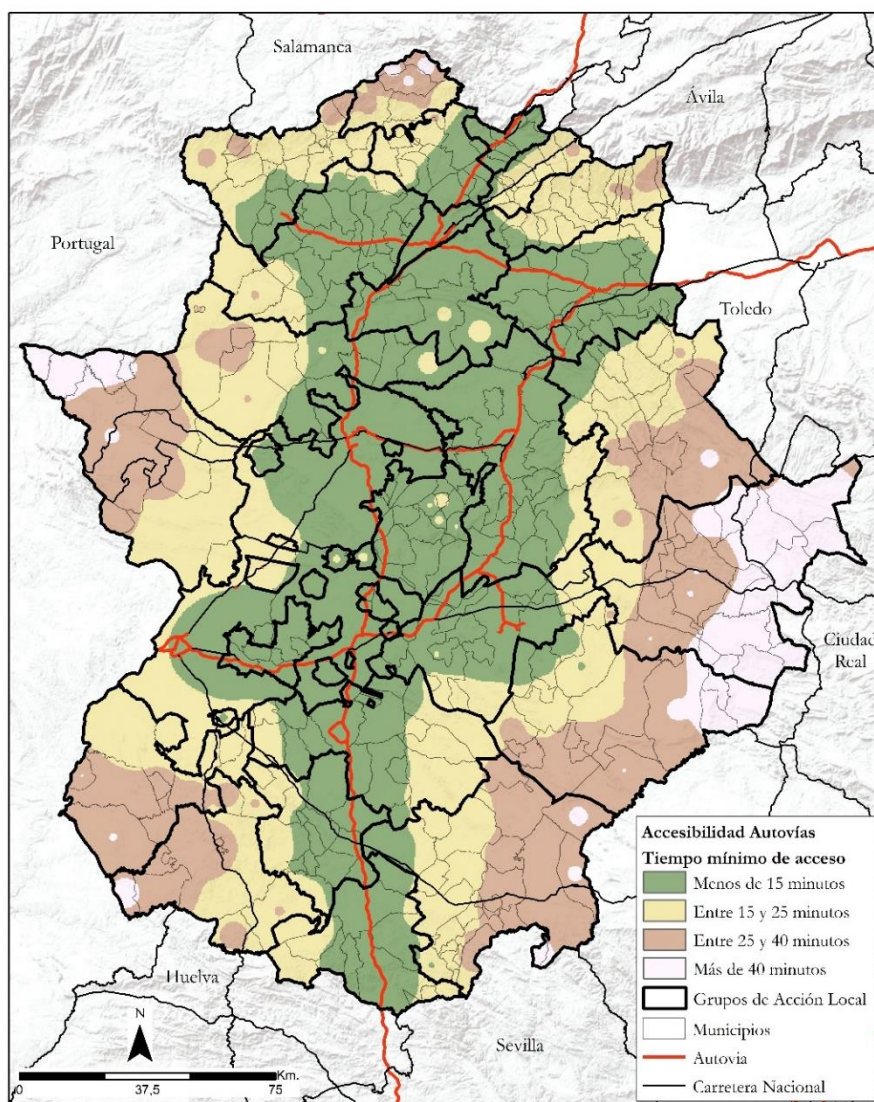 Salamanca
Ávila
Portugal
Toledo
Ciudad
Real
Huelva
Sevilla
N
Km.
0 37,5 75
Accesibilidad Autovías
Tiempo mínimo de acceso
Menos de 15 minutos
Entre 15 y 25 minutos
Entre 25 y 40 minutos
Más de 40 minutos
Grupos de Acción Local
Municipios
Autovia
Carretera Nacional